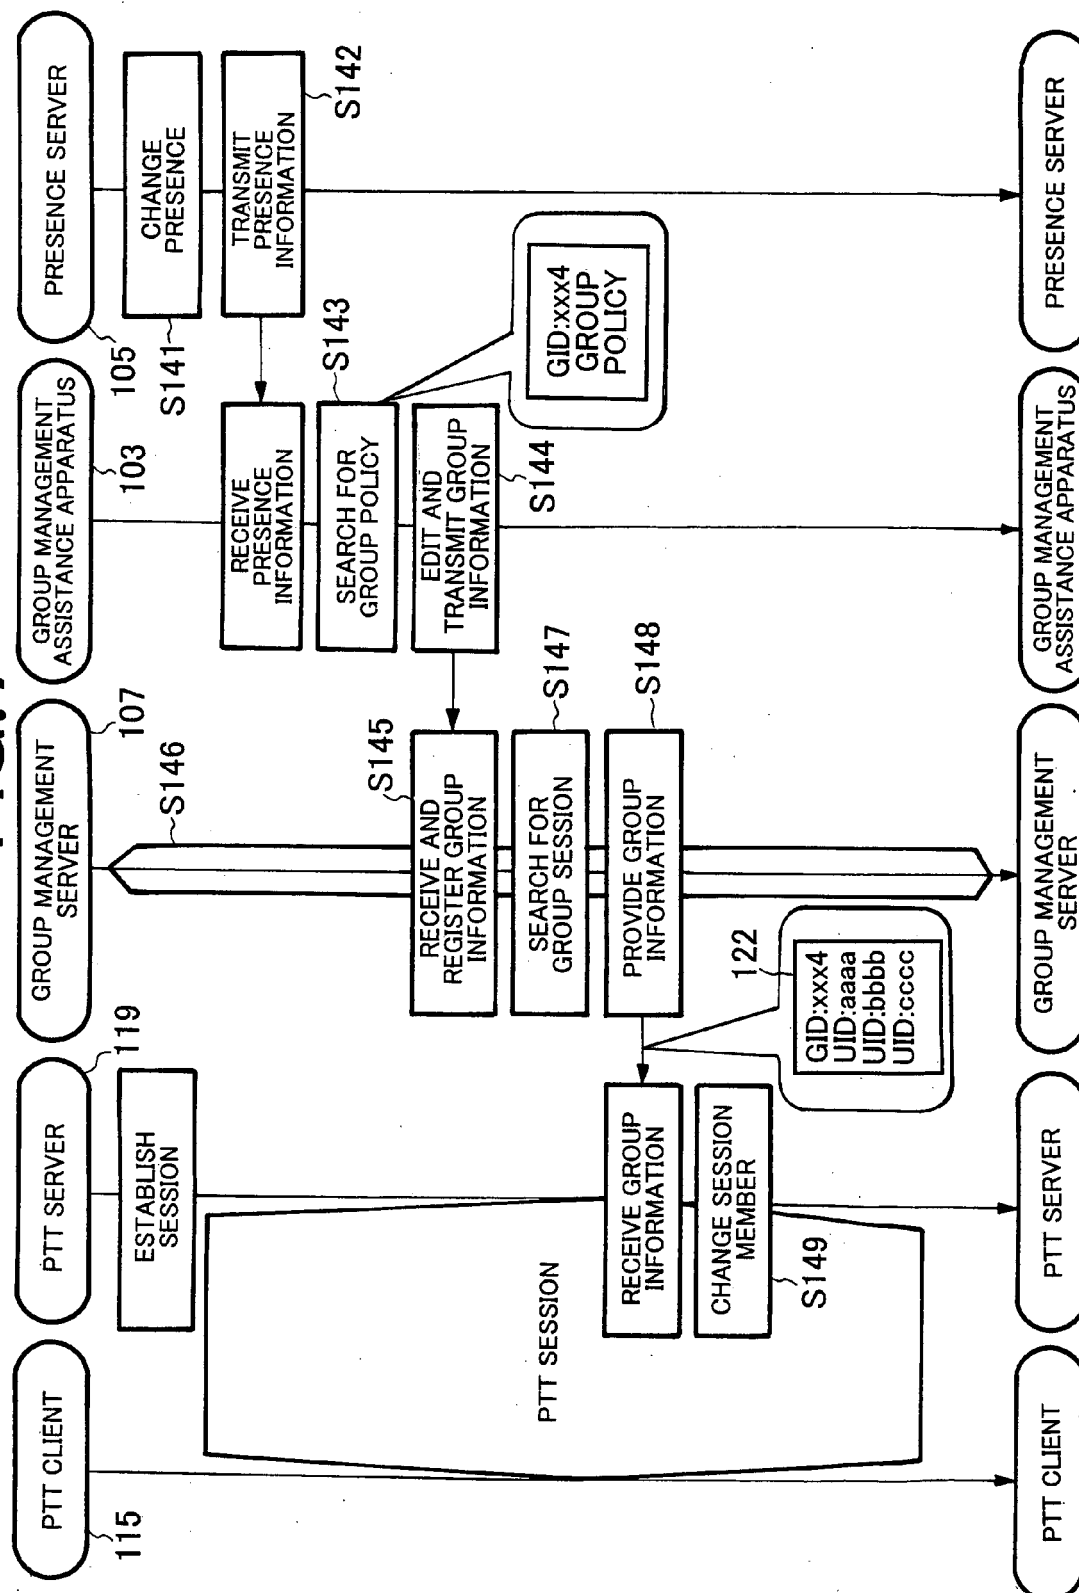 PTT CLIENT
115
PTT SERVER
119
GROUP MANAGEMENT
SERVER
107
GROUP MANAGEMENT
ASSISTANCE APPARATUS
103
PRESENCE SERVER
105
ESTABLISH
SESSION
S146
S141
CHANGE
PRESENCE
RECEIVE
PRESENCE
INFORMATION
TRANSMIT
PRESENCE
INFORMATION
S142
SEARCH FOR
GROUP POLICY
S143
S145
RECEIVE AND
REGISTER GROUP
INFORMATION
EDIT AND
TRANSMIT GROUP
INFORMATION
S144
GID:xxx4
GROUP
POLICY
PTT SESSION
SEARCH FOR
GROUP SESSION
S147
RECEIVE GROUP
INFORMATION
PROVIDE GROUP
INFORMATION
S148
CHANGE SESSION
MEMBER
S149
122
GID:xxx4
UID:aaaa
UID:bbbb
UID:cccc
PTT CLIENT
PTT SERVER
GROUP MANAGEMENT
SERVER
GROUP MANAGEMENT
ASSISTANCE APPARATUS
PRESENCE SERVER